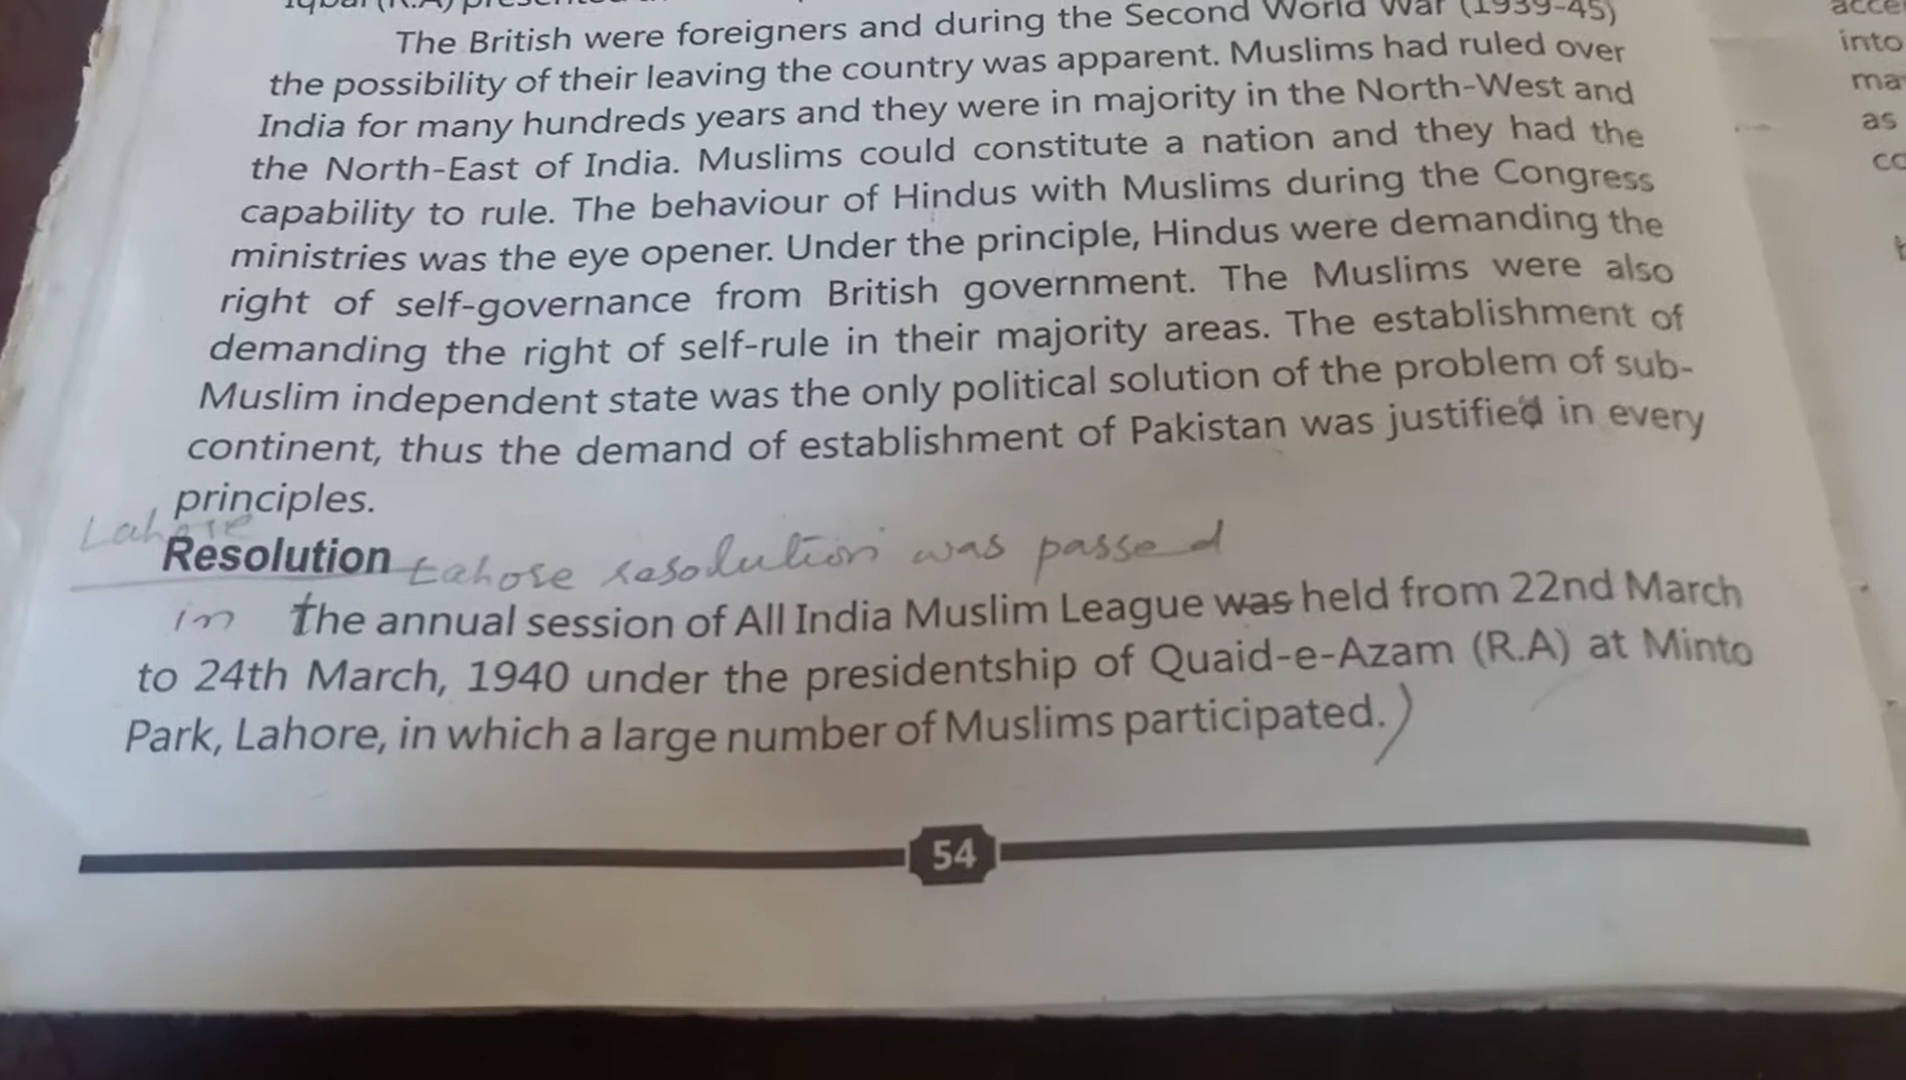 The British were foreigners and during the Second World War (1939-45)
the possibility of their leaving the country was apparent. Muslims had ruled over
India for many hundreds years and they were in majority in the North-West and
the North-East of India. Muslims could constitute a nation and they had the
capability to rule. The behaviour of Hindus with Muslims during the Congress
ministries was the eye opener. Under the principle, Hindus were demanding the
right of self-governance from British government. The Muslims were also
demanding the right of self-rule in their majority areas. The establishment of
Muslim independent state was the only political solution of the problem of sub-
continent, thus the demand of establishment of Pakistan was justified in every
principles.
Lahore
Resolution Lahore resolution was passed
in the annual session of All India Muslim League was held from 22nd March
to 24th March, 1940 under the presidentship of Quaid-e-Azam (R.A) at Minto
Park, Lahore, in which a large number of Muslims participated.)
54
into
as